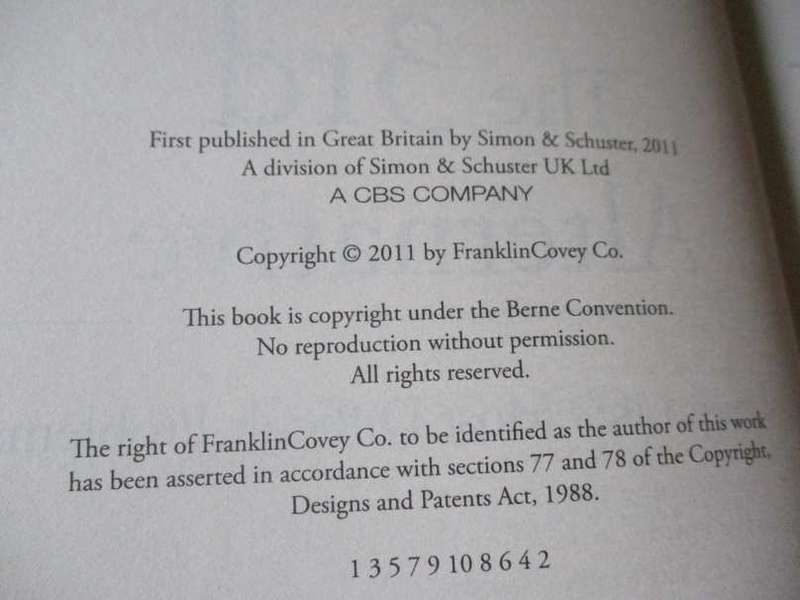 First published in Great Britain by Simon & Schuster, 2011
A division of Simon & Schuster UK Ltd
A CBS COMPANY
Copyright © 2011 by FranklinCovey Co.
This book is copyright under the Berne Convention.
No reproduction without permission.
All rights reserved.
The right of FranklinCovey Co. to be identified as the author of this work
has been asserted in accordance with sections 77 and 78 of the Copyright,
Designs and Patents Act, 1988.
1 3 5 7 9 10 8 6 4 2